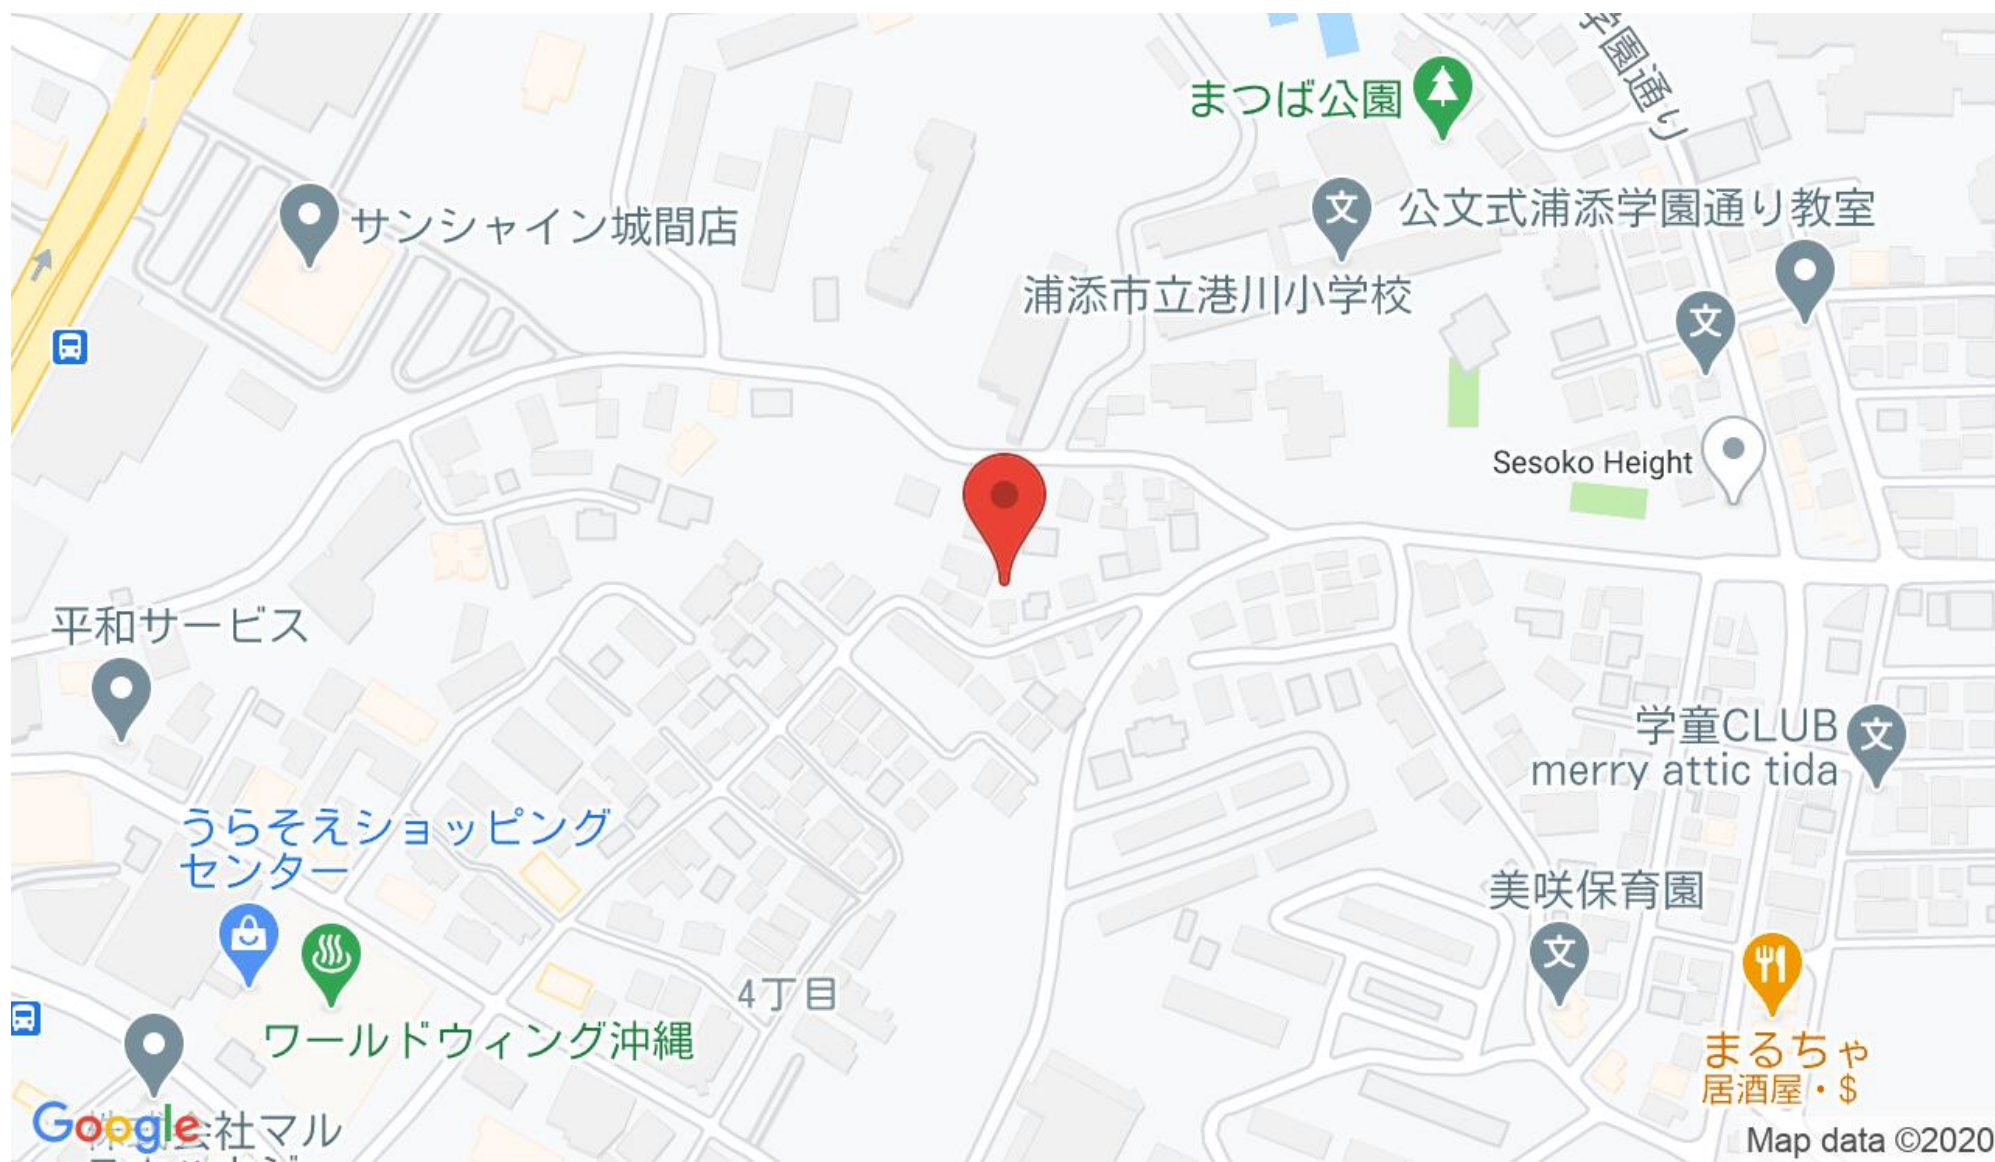 学園通り
まつば公園
公文式浦添学園通り教室
サンシャイン城間店
文
浦添市立港川小学校
文
Sesoko Height
平和サービス
学童CLUB
merry attic tida
文
うらそえショッピング
センター
美咲保育園
文
4丁目
ワールドウィング沖縄
まるちゃ
居酒屋・$
Google
会社マル
Map data ©2020